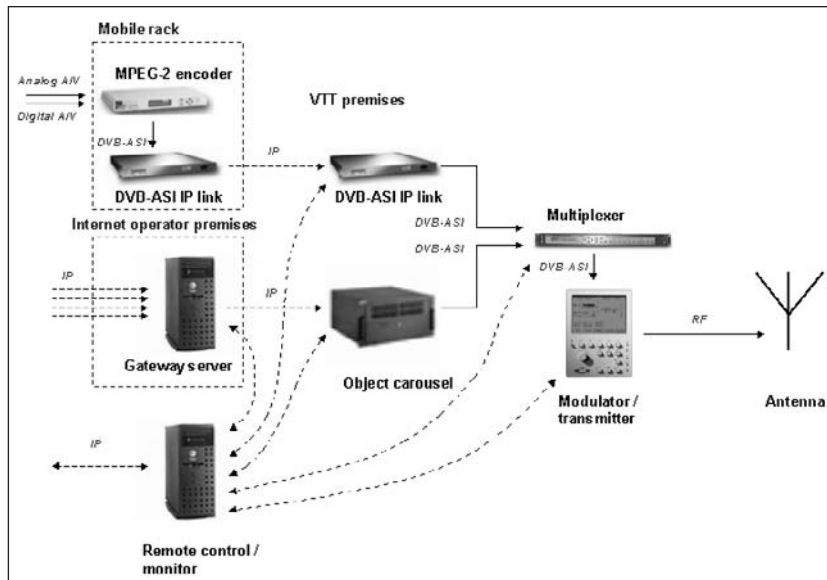 Mobile rack
MPEG-2 encoder
Analog A/V
Digital A/V
VTT premises
DVB-ASI
IP
DVB-ASI IP link
DVB-ASI IP link
Internet operator premises
DVB-ASI
Multiplexer
DVB-ASI
IP
IP
DVB-ASI
RF
Gateway server
Object carousel
Modulator /
transmitter
Antenna
IP
Remote control /
monitor